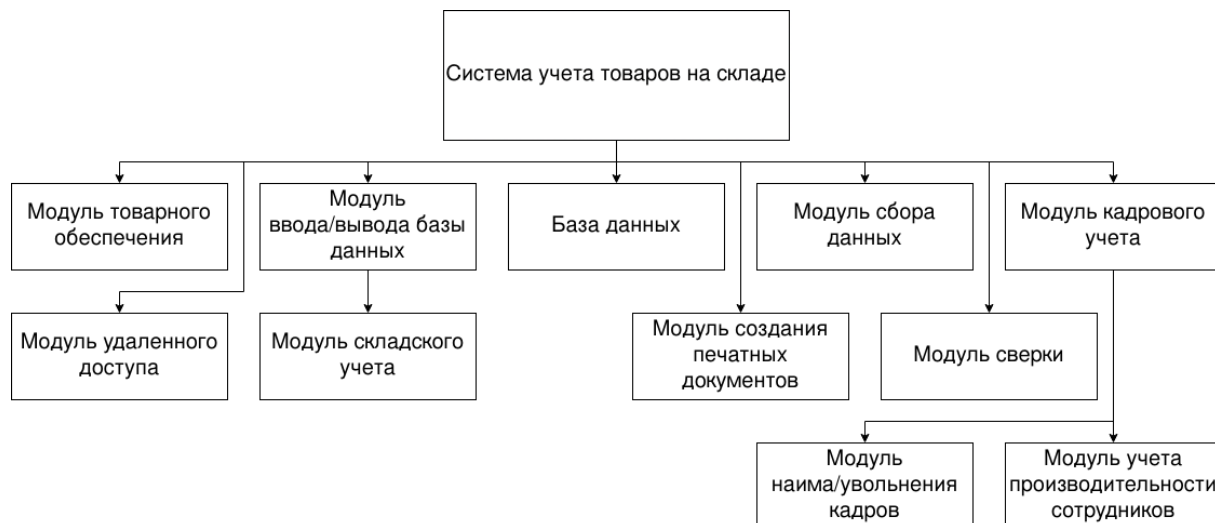 Система учета товаров на складе
Модуль товарного
обеспечения
Модуль
ввода/вывода базы
данных
База данных
Модуль сбора
данных
Модуль кадрового
учета
Модуль удаленного
доступа
Модуль складского
учета
Модуль создания
печатных
документов
Модуль сверки
Модуль
наима/увольнения
кадров
Модуль учета
производительности
сотрудников